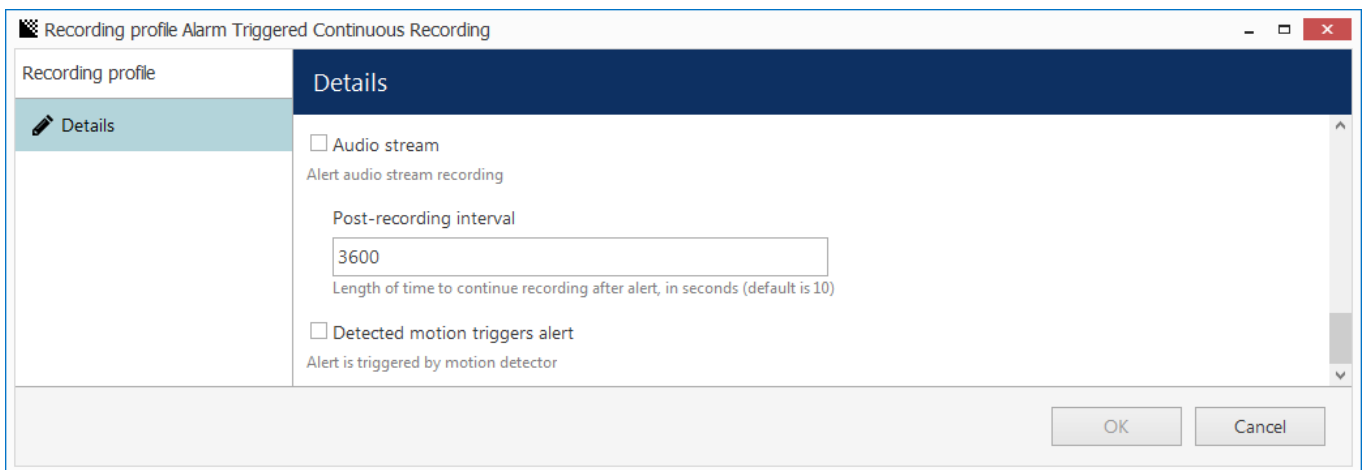 Recording profile Alarm Triggered Continuous Recording
Recording profile
Details
Details
Audio stream
Alert audio stream recording
Post-recording interval
3600
Length of time to continue recording after alert, in seconds (default is 10)
Detected motion triggers alert
Alert is triggered by motion detector
OK
Cancel